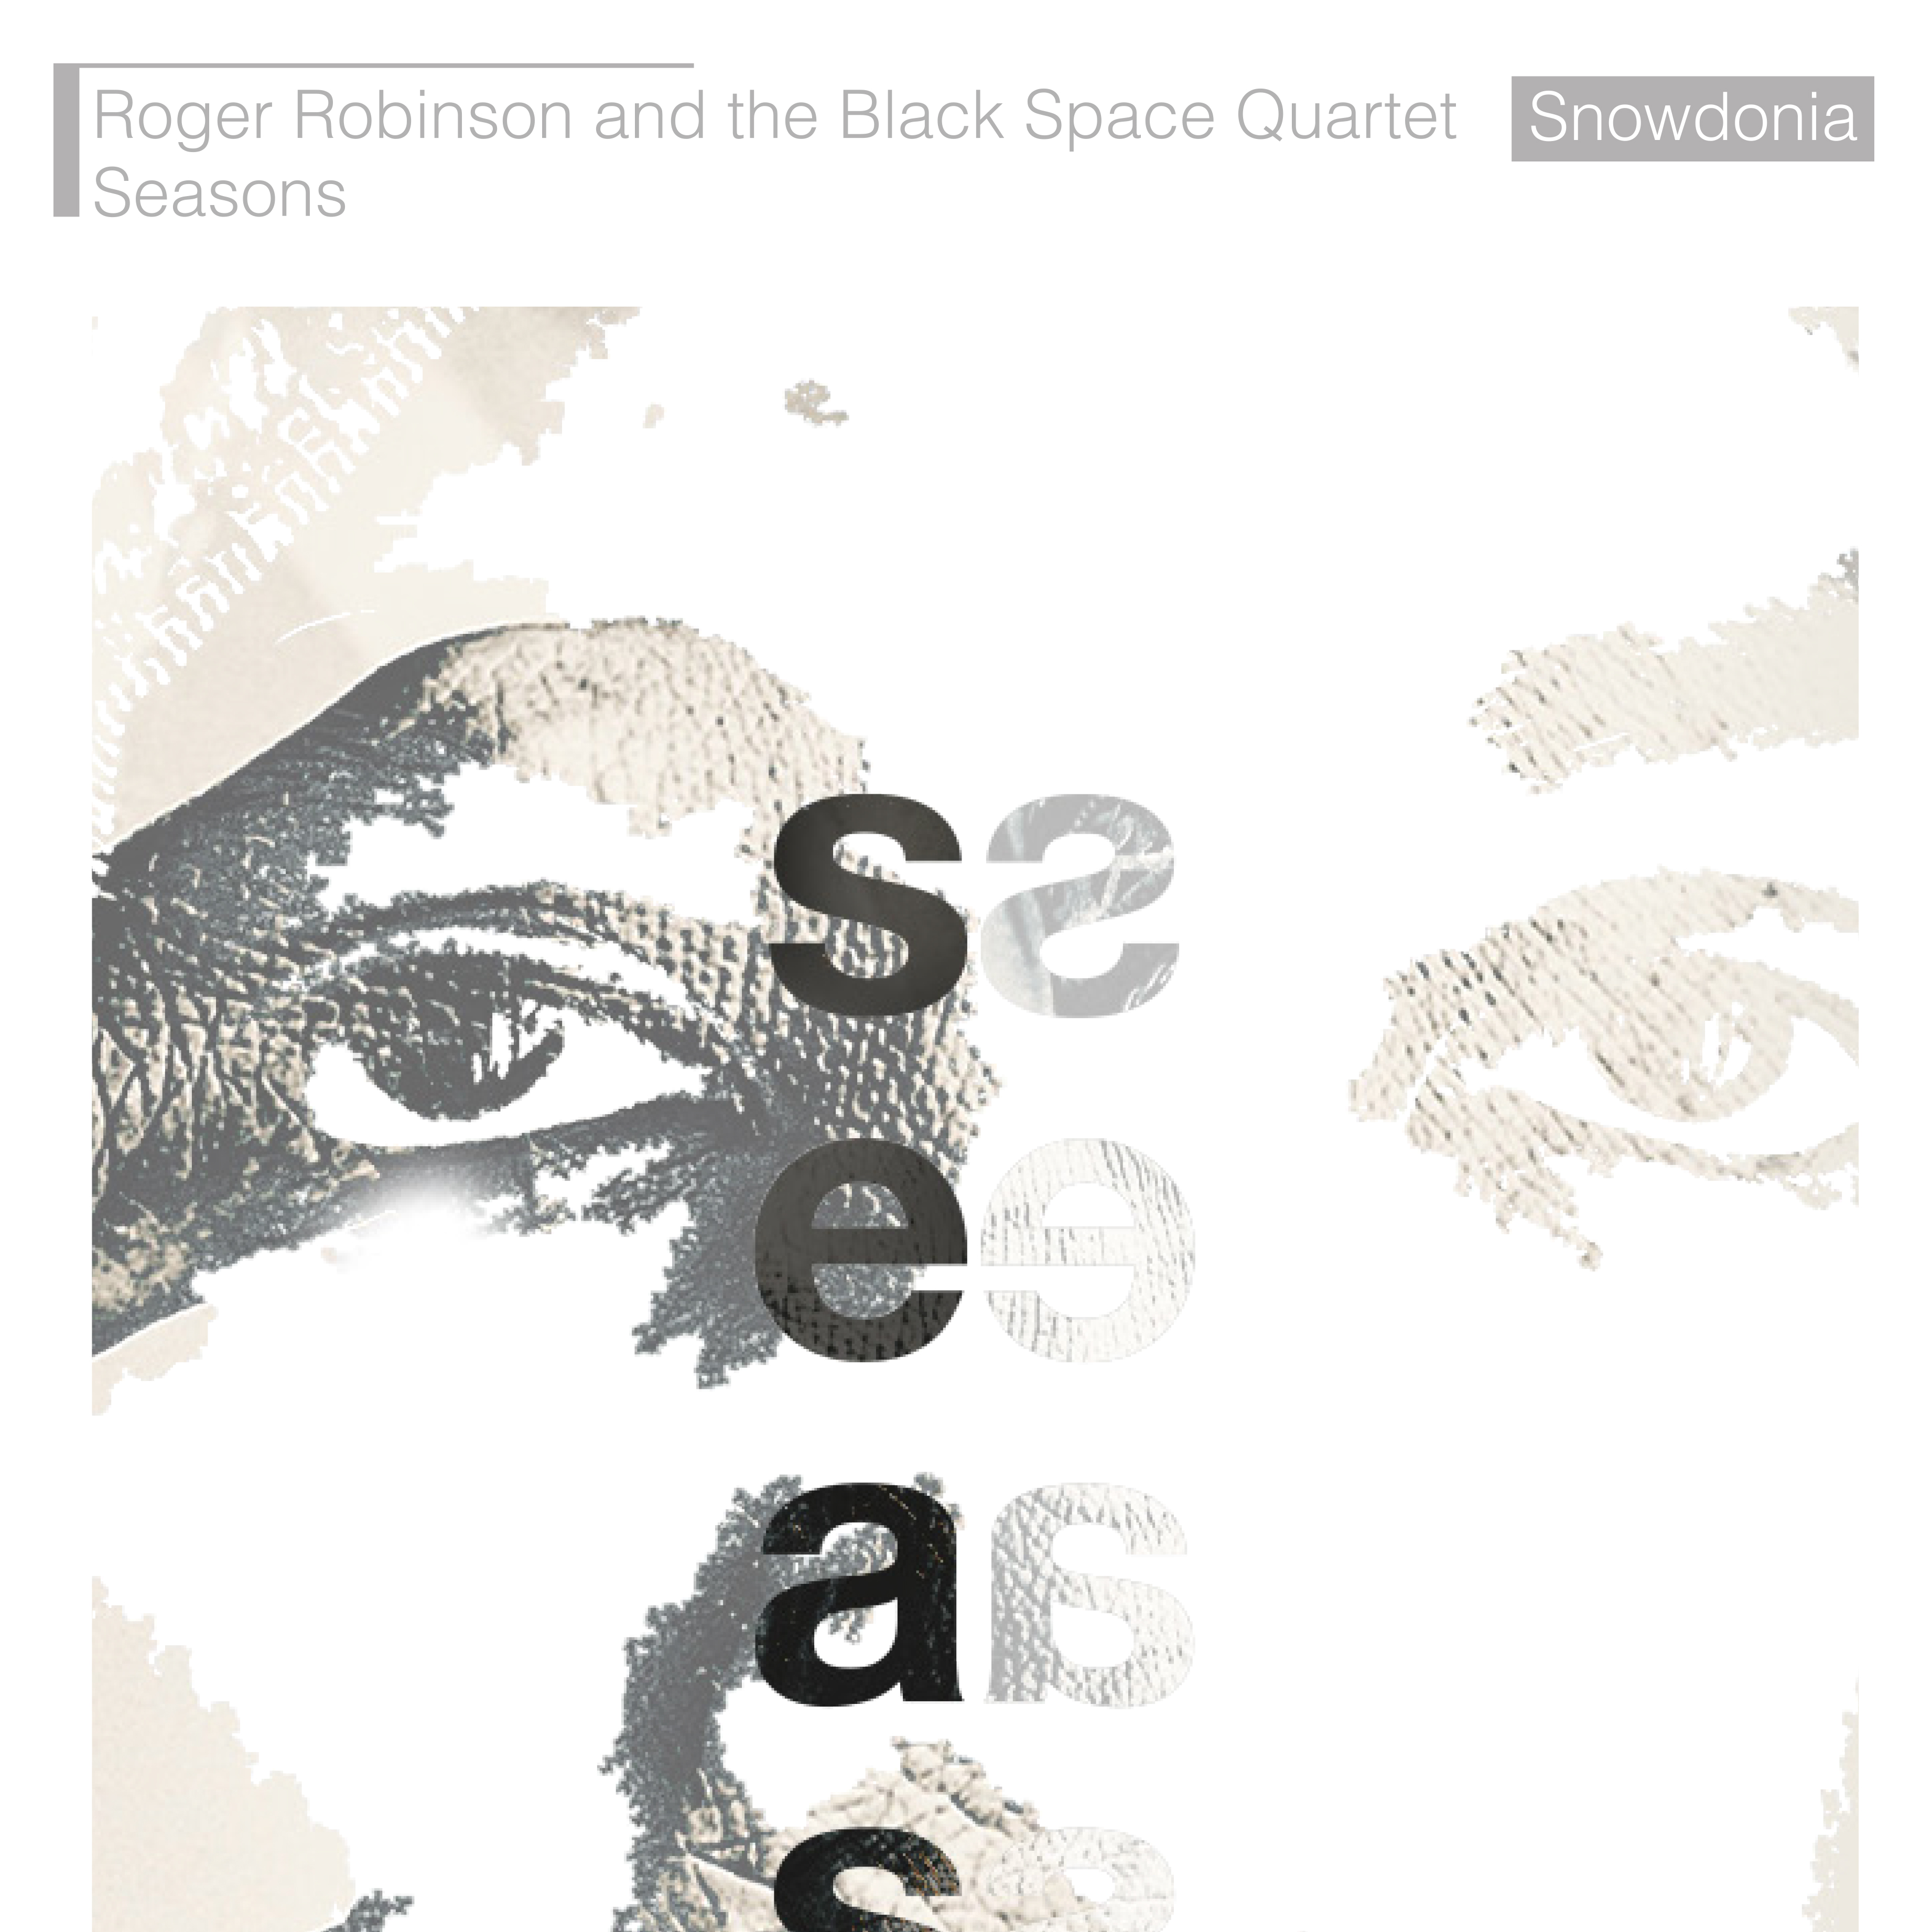 Roger Robinson and the Black Space Quartet
Seasons
Snowdonia
s s
e e
a a
s s